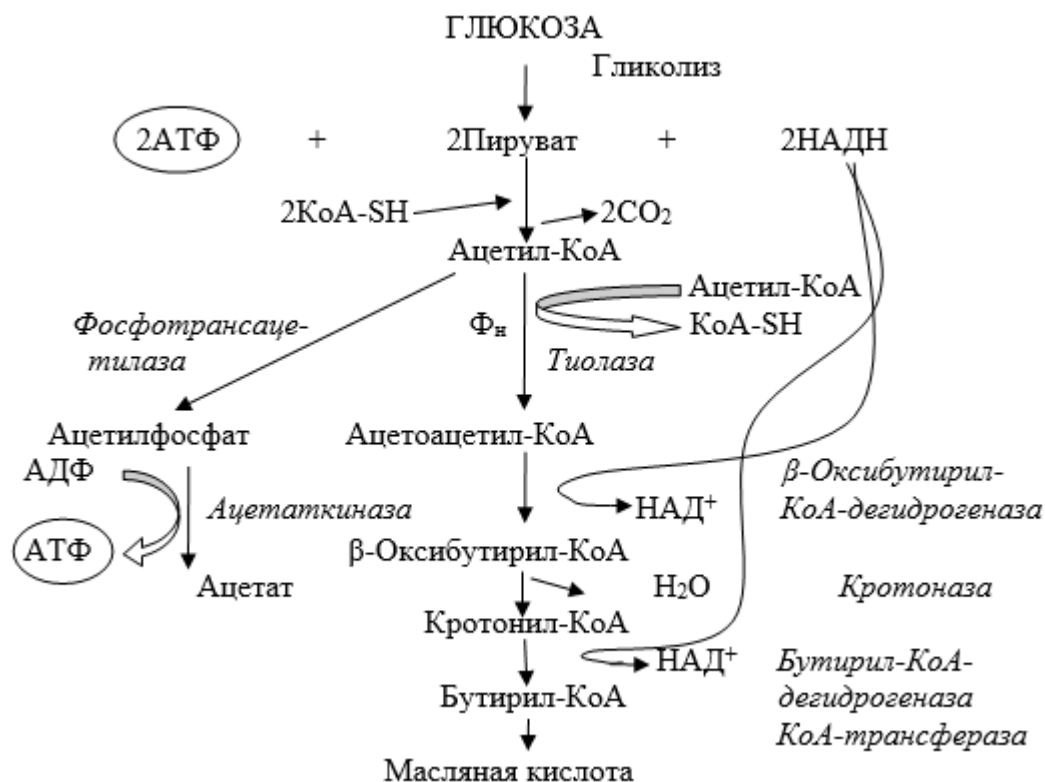 ГЛЮКОЗА
Гликолиз
2АТФ + 2Пируват + 2НАДН
2КоА-SH 2CO₂
Ацетил-КоА
Ацетил-КоА
Фосфотрансаце-
тилаза
Фн
КоА-SH
Тиолаза
Ацетилфосфат Ацетоацетил-КоА
АДФ
Ацетаткиназа
АТФ
Ацетат
НАД⁺
β-Оксибутирил-
КоА-дегидрогеназа
β-Оксибутирил-КоА
H₂O Кротоназа
Кротонил-КоА
НАД⁺
Бутирил-КоА-
дегидрогеназа
КоА-трансфераза
Бутирил-КоА
Масляная кислота